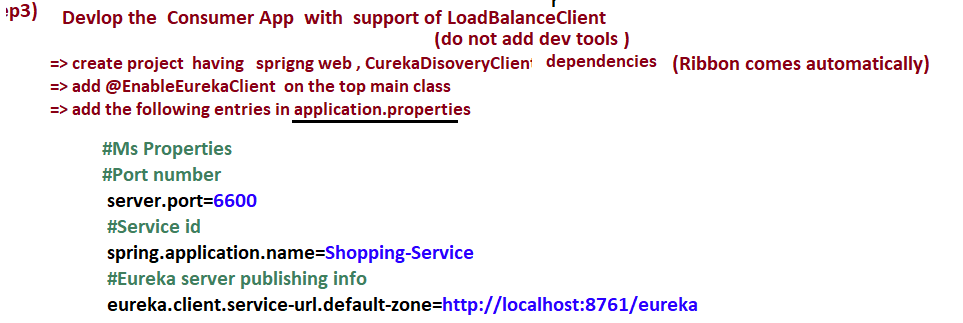 ep3) Devlop the Consumer App with support of LoadBalanceClient
(do not add dev tools )
=> create project having sprigng web , CurekaDisoveryClient dependencies (Ribbon comes automatically)
=> add @EnableEurekaClient on the top main class
=> add the following entries in application.properties
#Ms Properties
#Port number
server.port=6600
#Service id
spring.application.name=Shopping-Service
#Eureka server publishing info
eureka.client.service-url.default-zone=http://localhost:8761/eureka